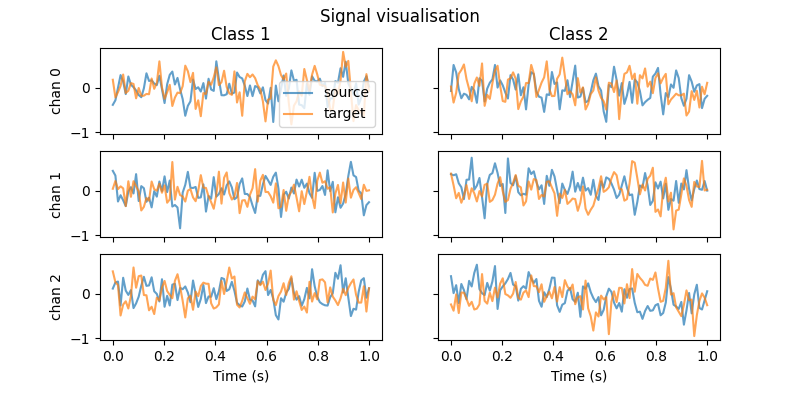 Signal visualisation
Class 1
Class 2
chan 0
0
−1
source
target
chan 1
0
−1
chan 2
0
−1
0.0 0.2 0.4 0.6 0.8 1.0
0.0 0.2 0.4 0.6 0.8 1.0
Time (s)
Time (s)